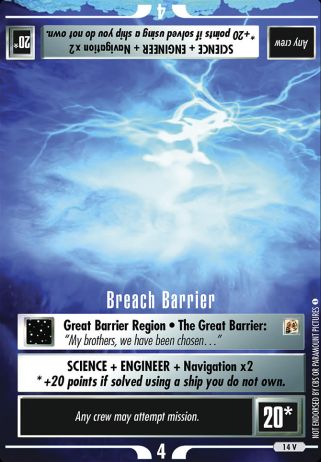 4
SCIENCE + ENGINEER + Navigation x2
*+20 points if solved using a ship you do not own.
20*
Any crew
Breach Barrier
Great Barrier Region • The Great Barrier:
"My brothers, we have been chosen…"
SCIENCE + ENGINEER + Navigation x2
*+20 points if solved using a ship you do not own.
Any crew may attempt mission.
20*
4
14 V
NOT ENDORSED BY CBS OR PARAMOUNT PICTURES